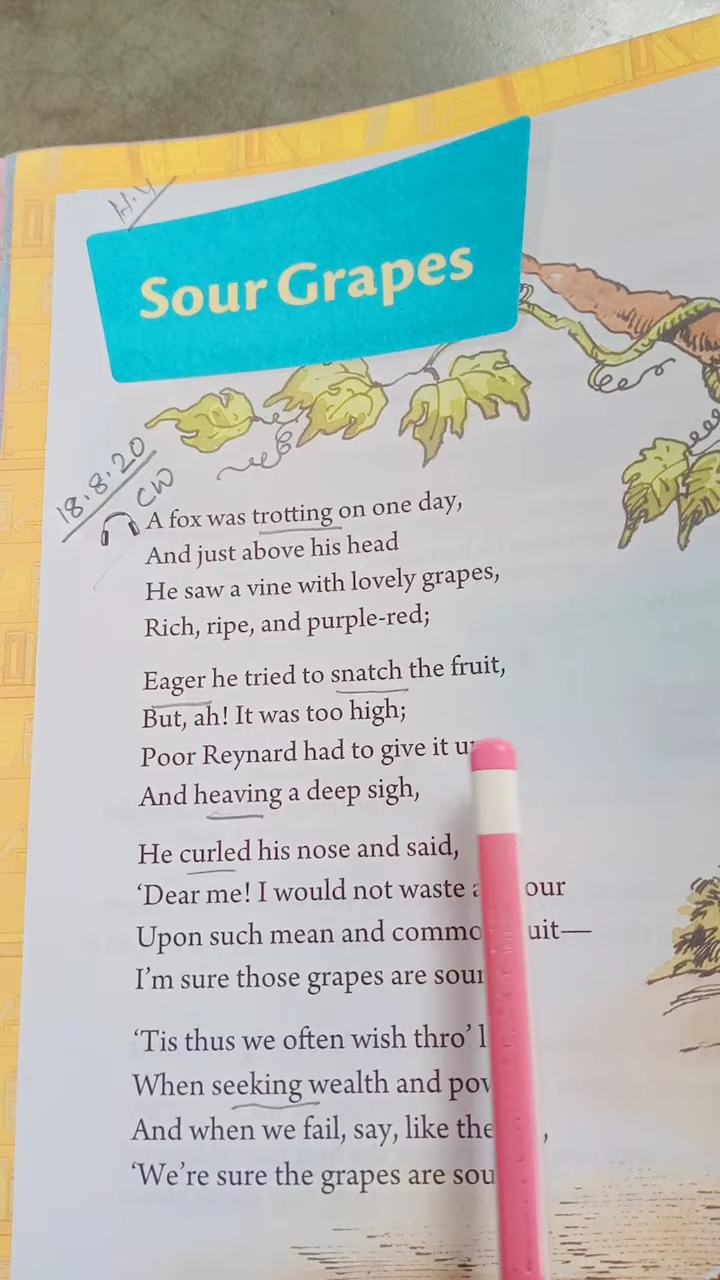 H.Y
Sour Grapes
18.8.20
CW
A fox was trotting on one day,
And just above his head
He saw a vine with lovely grapes,
Rich, ripe, and purple-red;
Eager he tried to snatch the fruit,
But, ah! It was too high;
Poor Reynard had to give it
And heaving a deep sigh,
He curled his nose and said,
‘Dear me! I would not waste
Upon such mean and
I’m sure those grapes are
‘Tis thus we often wish thro’
When seeking wealth and
And when we fail, say, like
‘We’re sure the grapes are